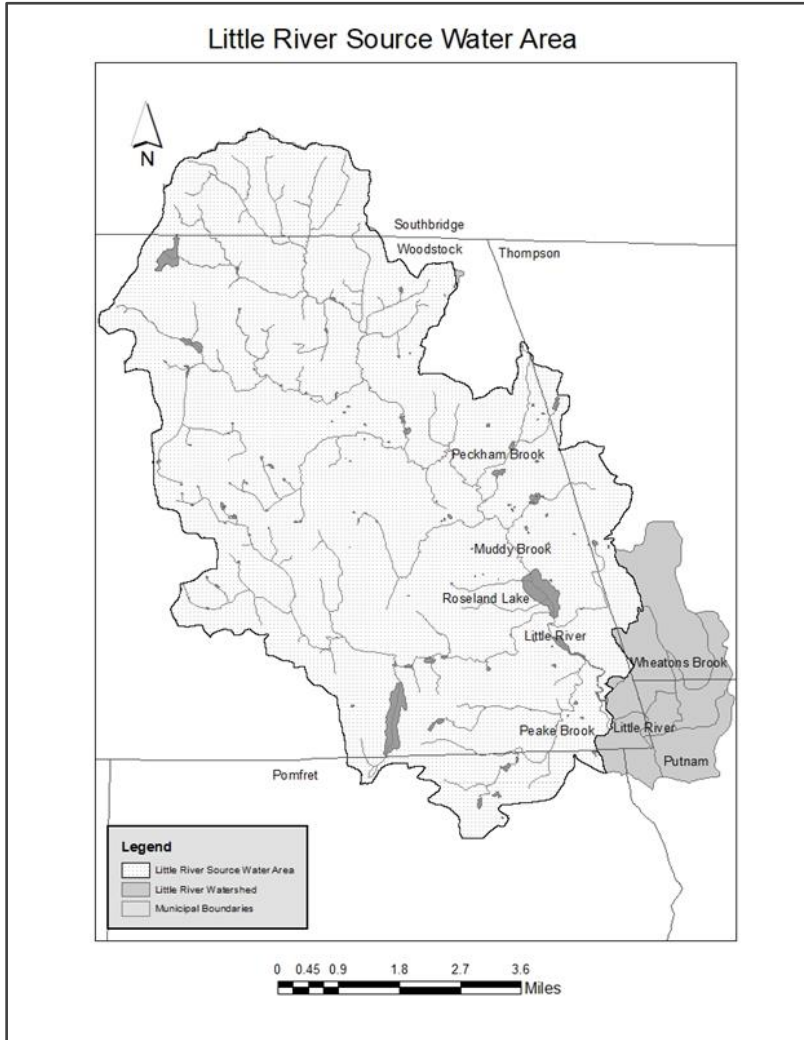 Little River Source Water Area
N
Southbridge
Woodstock
Thompson
Peckham Brook
Muddy Brook
Roseland Lake
Little River
Wheatons Brook
Peake Brook
Little River
Putnam
Pomfret
Legend
Little River Source Water Area
Little River Watershed
Municipal Boundaries
0 0.45 0.9 1.8 2.7 3.6
Miles